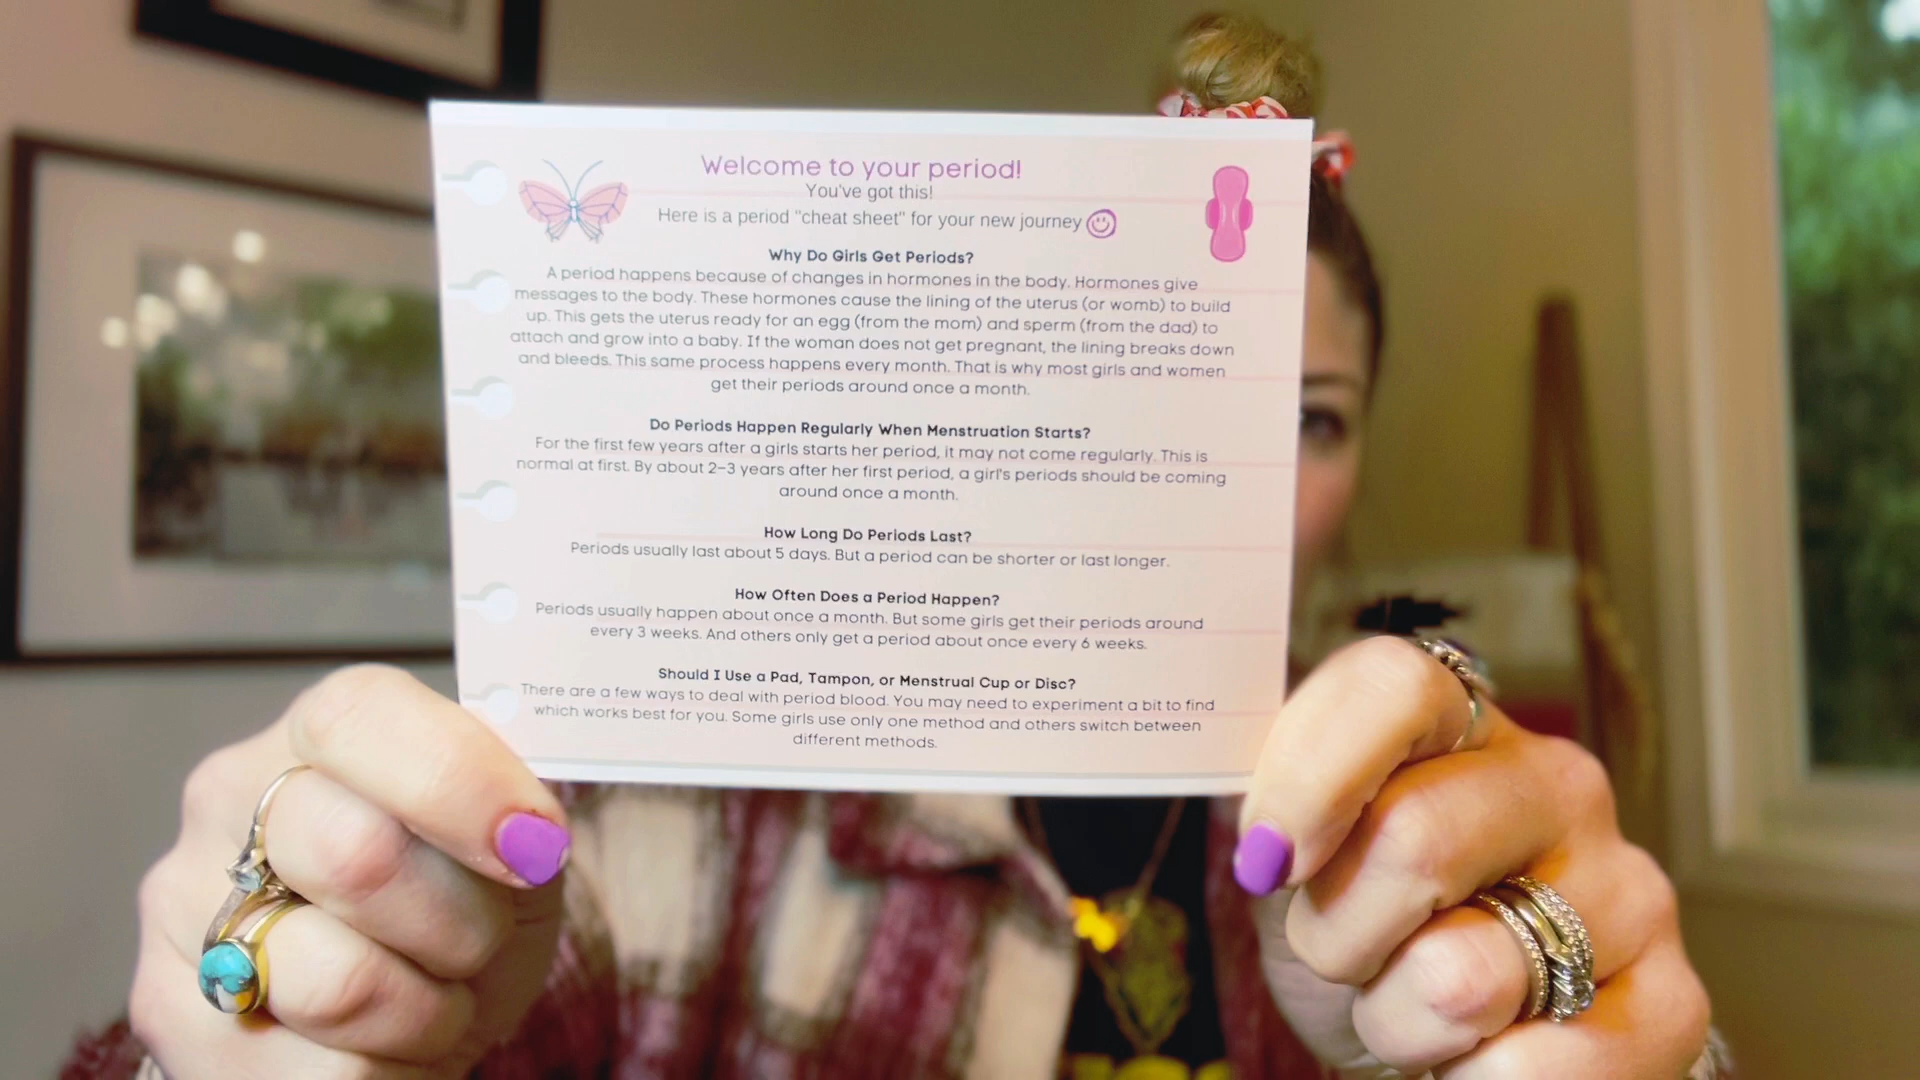 Welcome to your period!
You've got this!
Here is a period "cheat sheet" for your new journey
Why Do Girls Get Periods?
A period happens because of changes in hormones in the body. Hormones give
messages to the body. These hormones cause the lining of the uterus (or womb) to build
up. This gets the uterus ready for an egg (from the mom) and sperm (from the dad) to
attach and grow into a baby. If the woman does not get pregnant, the lining breaks down
and bleeds. This same process happens every month. That is why most girls and women
get their periods around once a month.
Do Periods Happen Regularly When Menstruation Starts?
For the first few years after a girls starts her period, it may not come regularly. This is
normal at first. By about 2–3 years after her first period, a girl's periods should be coming
around once a month.
How Long Do Periods Last?
Periods usually last about 5 days. But a period can be shorter or last longer.
How Often Does a Period Happen?
Periods usually happen about once a month. But some girls get their periods around
every 3 weeks. And others only get a period about once every 6 weeks.
Should I Use a Pad, Tampon, or Menstrual Cup or Disc?
There are a few ways to deal with period blood. You may need to experiment a bit to find
which works best for you. Some girls use only one method and others switch between
different methods.